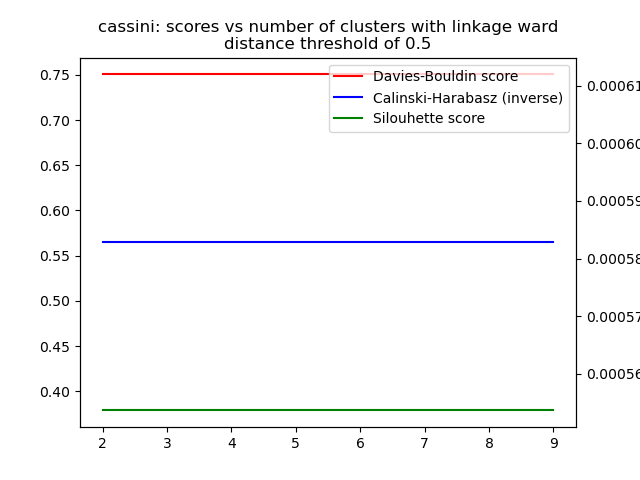 cassini: scores vs number of clusters with linkage ward
distance threshold of 0.5
Davies-Bouldin score
Calinski-Harabasz (inverse)
Silouhette score
0.75
0.70
0.65
0.60
0.55
0.50
0.45
0.40
0.00061
0.00060
0.00059
0.00058
0.00057
0.00056
2 3 4 5 6 7 8 9